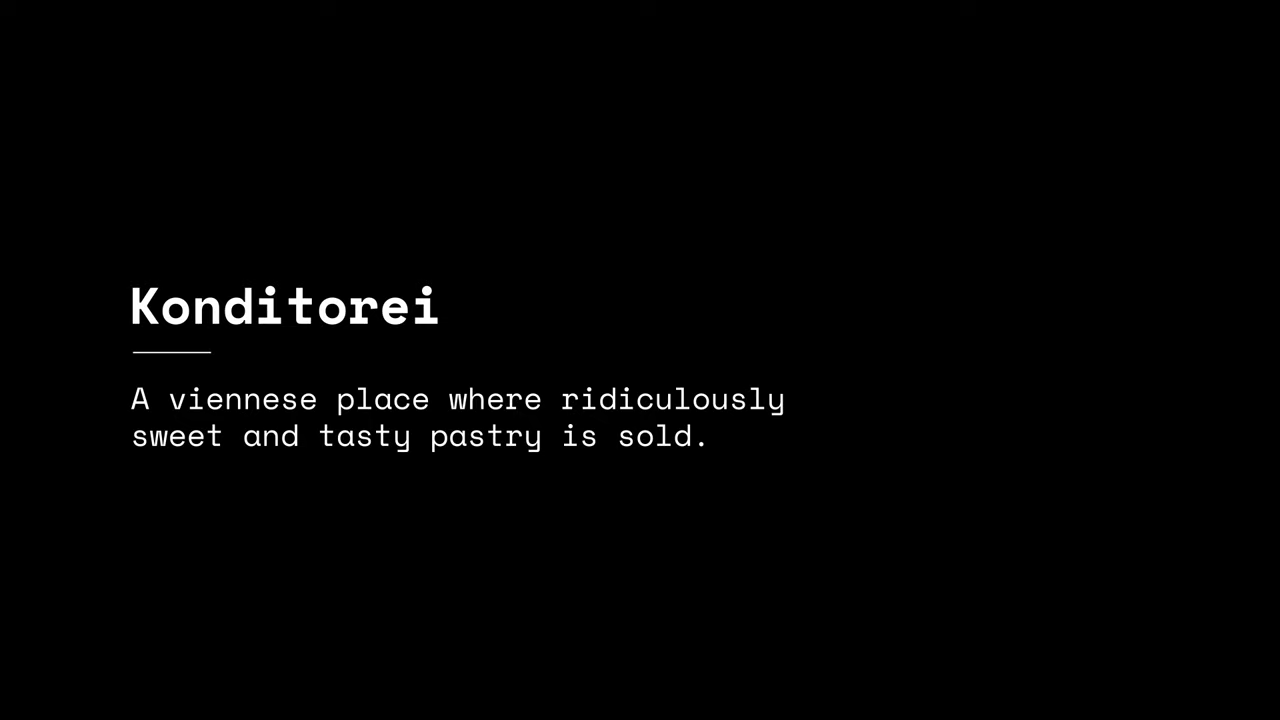 Konditorei
A viennese place where ridiculously
sweet and tasty pastry is sold.